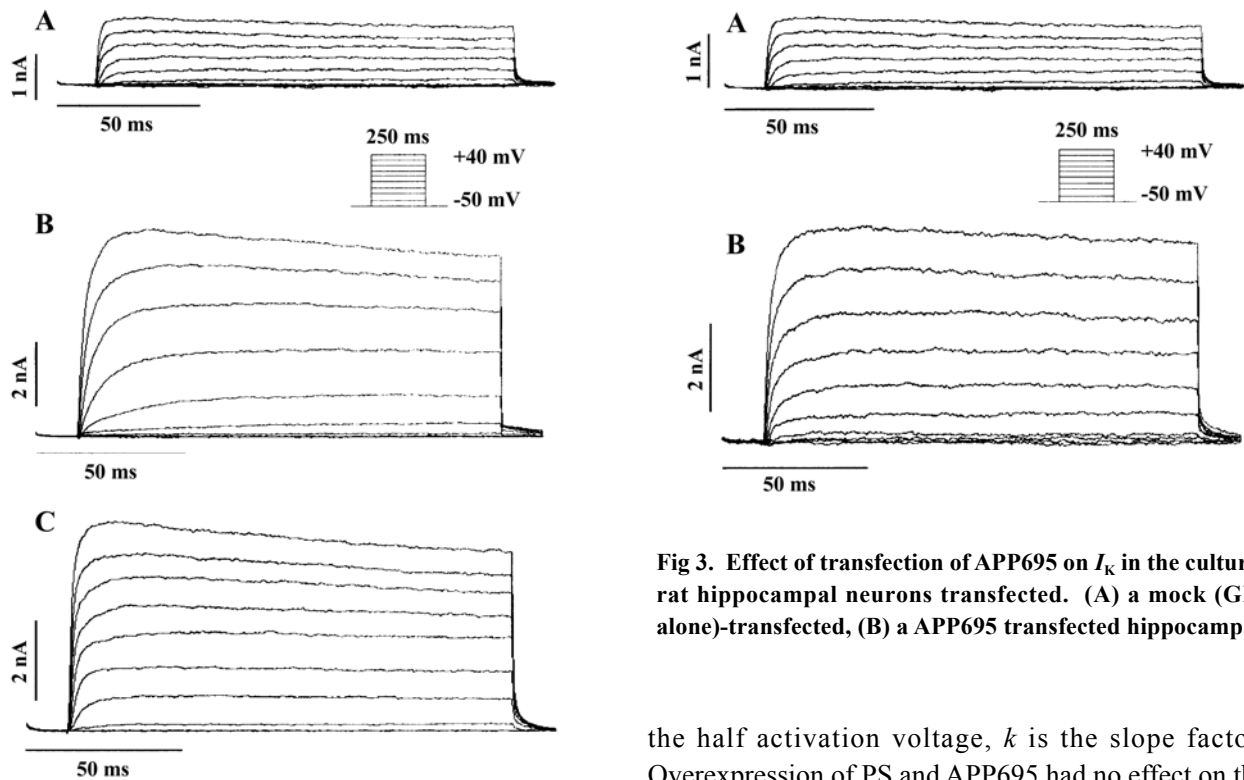 A
1 nA
50 ms
250 ms
+40 mV
-50 mV
B
2 nA
50 ms
C
2 nA
50 ms
A
1 nA
50 ms
250 ms
+40 mV
-50 mV
B
2 nA
50 ms
Fig 3. Effect of transfection of APP695 on I_K in the cultur
rat hippocampal neurons transfected. (A) a mock (G
alone)-transfected, (B) a APP695 transfected hippocamp
the half activation voltage, k is the slope facto
Overexpression of PS and APP695 had no effect on th